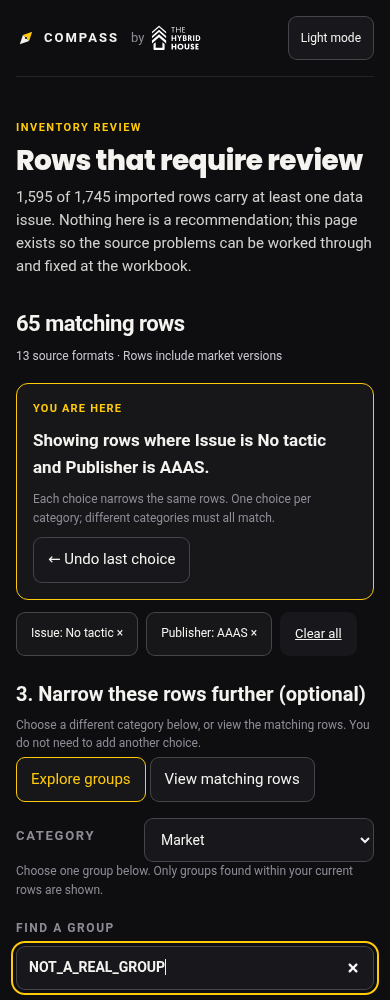 COMPASS by THE HYBRID HOUSE
Light mode
INVENTORY REVIEW
Rows that require review
1,595 of 1,745 imported rows carry at least one data
issue. Nothing here is a recommendation; this page
exists so the source problems can be worked through
and fixed at the workbook.
65 matching rows
13 source formats · Rows include market versions
YOU ARE HERE
Showing rows where Issue is No tactic
and Publisher is AAAS.
Each choice narrows the same rows. One choice per
category; different categories must all match.
← Undo last choice
Issue: No tactic ×
Publisher: AAAS ×
Clear all
3. Narrow these rows further (optional)
Choose a different category below, or view the matching rows. You
do not need to add another choice.
Explore groups
View matching rows
CATEGORY
Market
Choose one group below. Only groups found within your current
rows are shown.
FIND A GROUP
NOT_A_REAL_GROUP
×